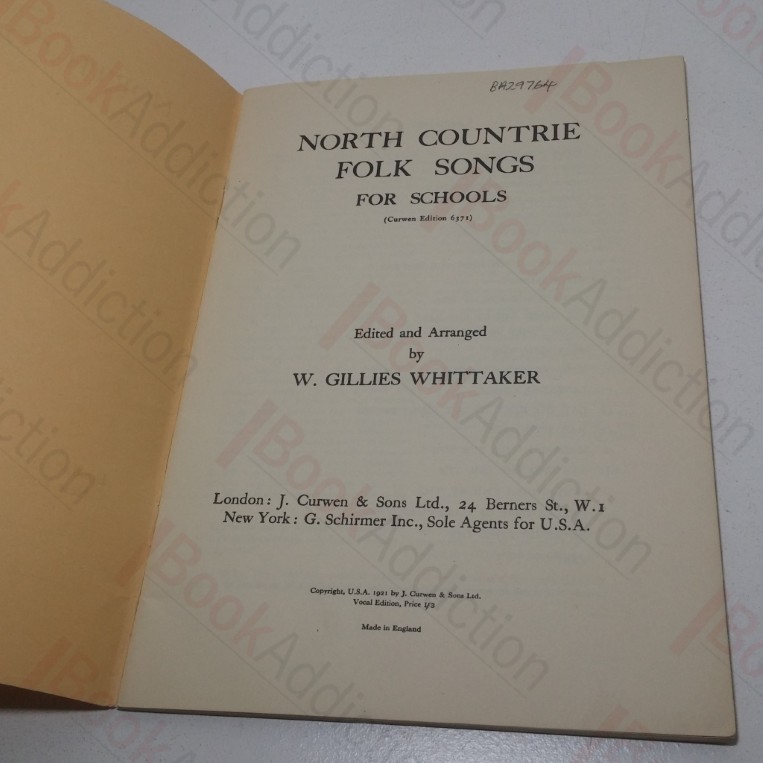 BA29764
NORTH COUNTRIE
FOLK SONGS
FOR SCHOOLS
(Curwen Edition 6371)
Edited and Arranged
by
W. GILLIES WHITTAKER
London: J. Curwen & Sons Ltd., 24 Berners St., W.1
New York: G. Schirmer Inc., Sole Agents for U.S.A.
Copyright, U.S.A. 1921 by J. Curwen & Sons Ltd.
Vocal Edition, Price 1/3
Made in England
BookAddiction